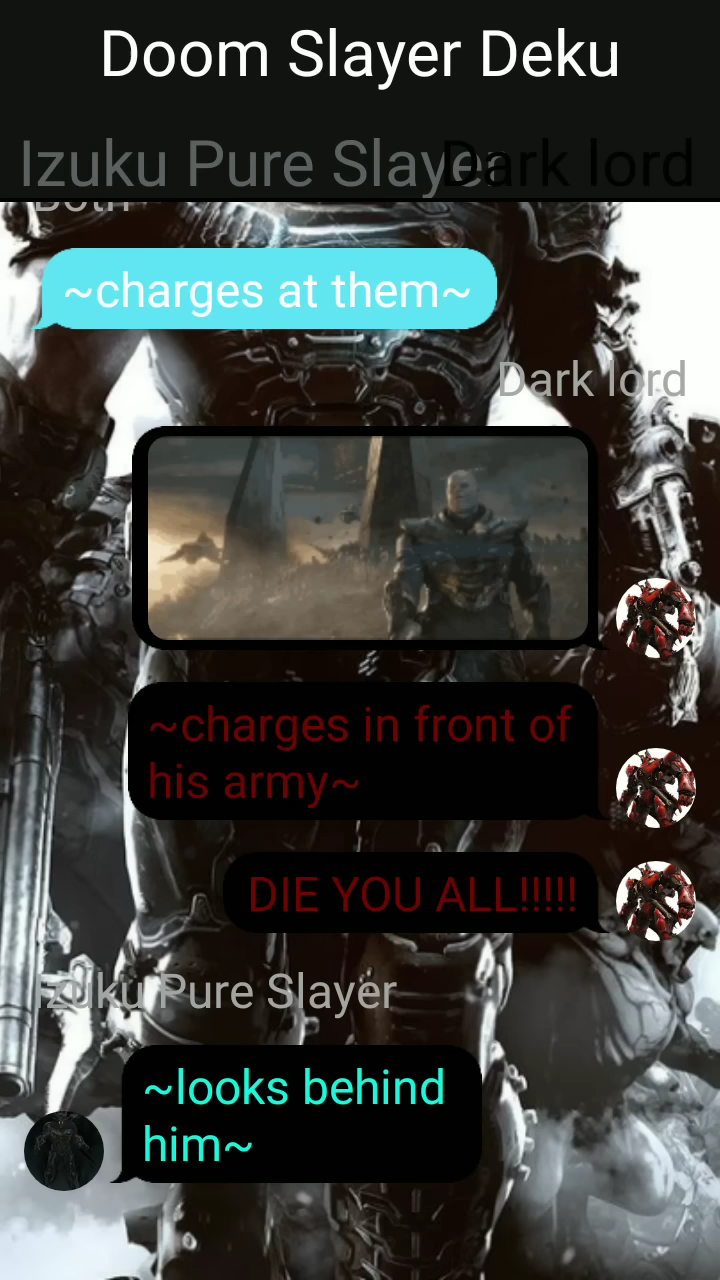 Doom Slayer Deku
Izuku Pure Slayer
Dark lord
Both
~charges at them~
Dark lord
~charges in front of
his army~
DIE YOU ALL!!!!!
Izuku Pure Slayer
~looks behind
him~